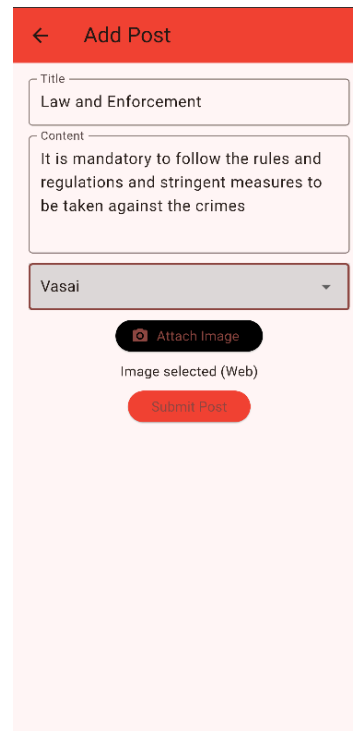 Add Post
Title
Law and Enforcement
Content
It is mandatory to follow the rules and
regulations and stringent measures to
be taken against the crimes
Vasai
Attach Image
Image selected (Web)
Submit Post